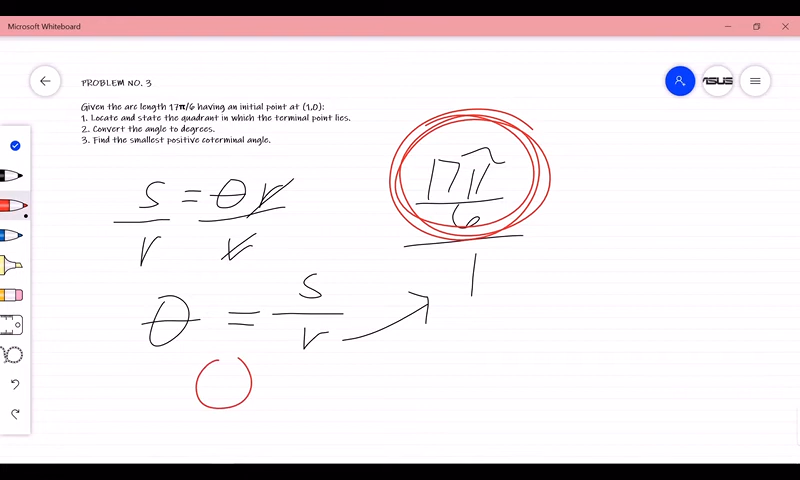 Microsoft Whiteboard
PROBLEM NO. 3
Given the arc length 17π/6 having an initial point at (1,0):
1. Locate and state the quadrant in which the terminal point lies.
2. Convert the angle to degrees.
3. Find the smallest positive coterminal angle.
ASUS
s = θr
r r
17π
6
1
θ = s
r